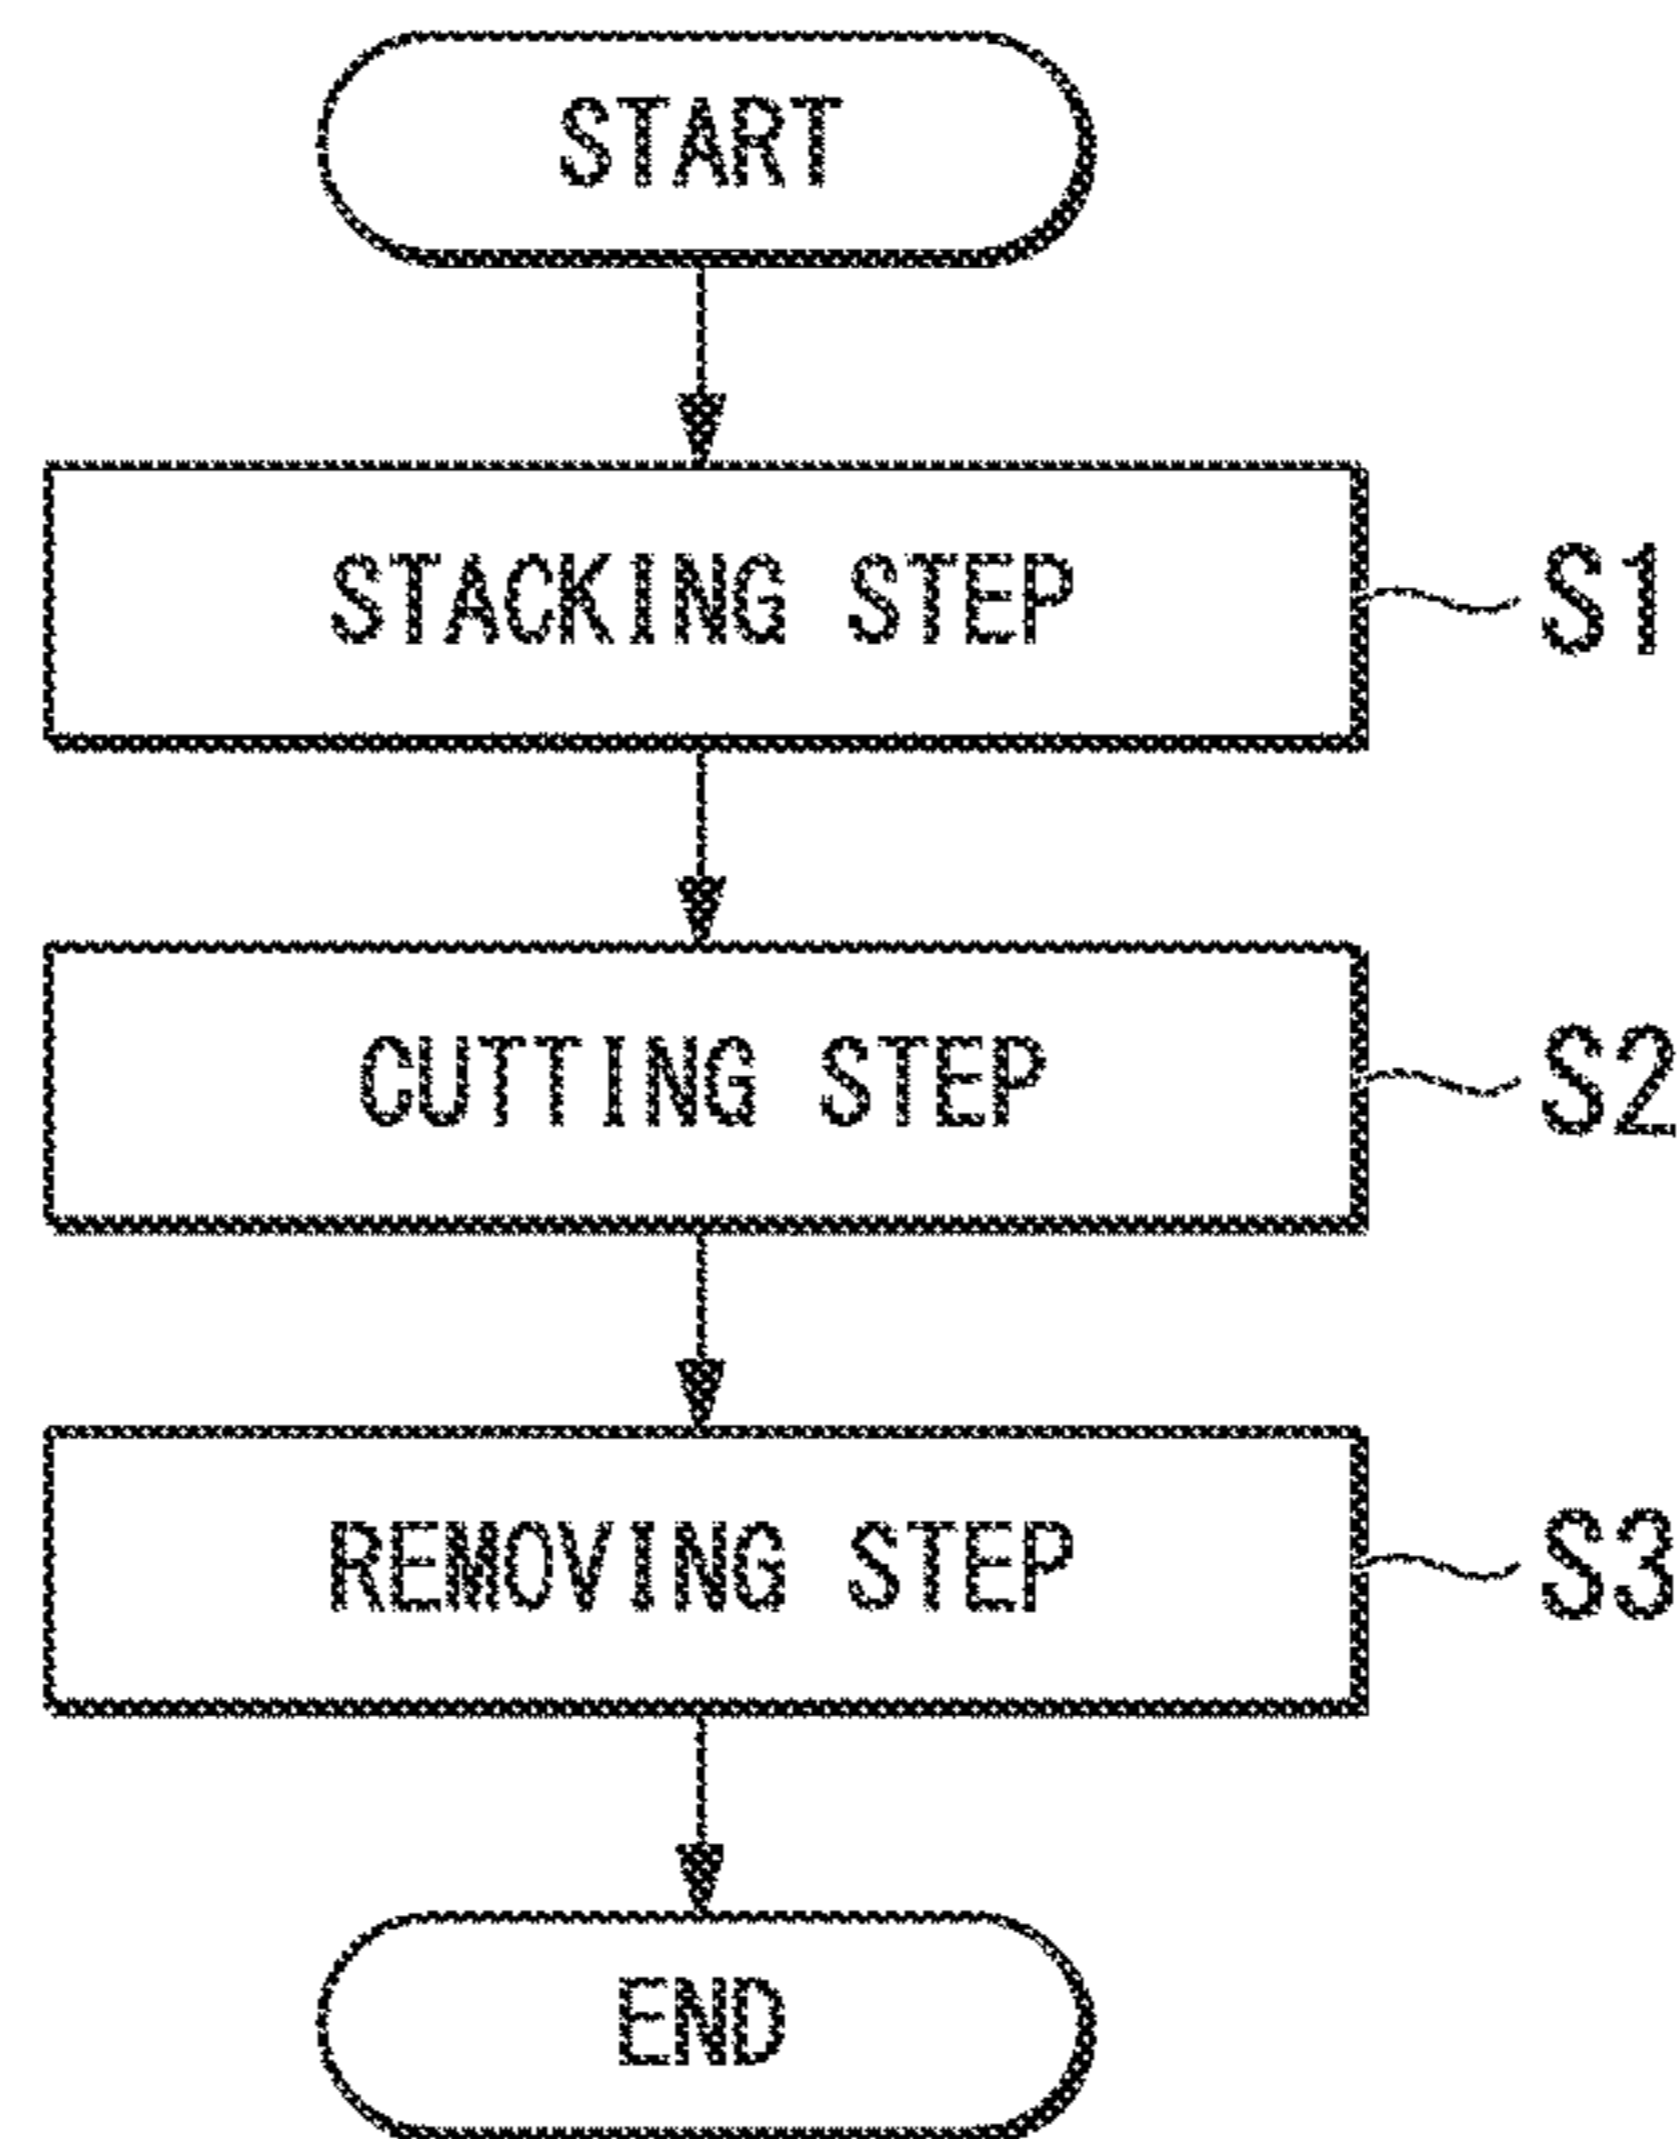 START
STACKING STEP
S1
CUTTING STEP
S2
REMOVING STEP
S3
END